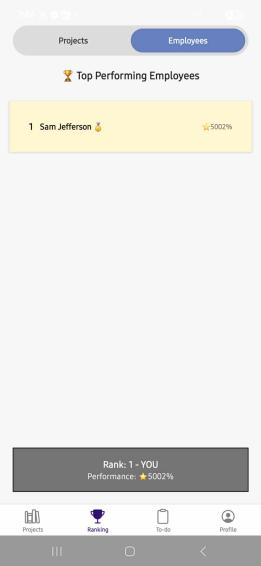 Projects Employees
🏆 Top Performing Employees
1 Sam Jefferson 🥇 ⭐5002%
Rank: 1 - YOU
Performance: ⭐5002%
Projects Ranking To-do Profile